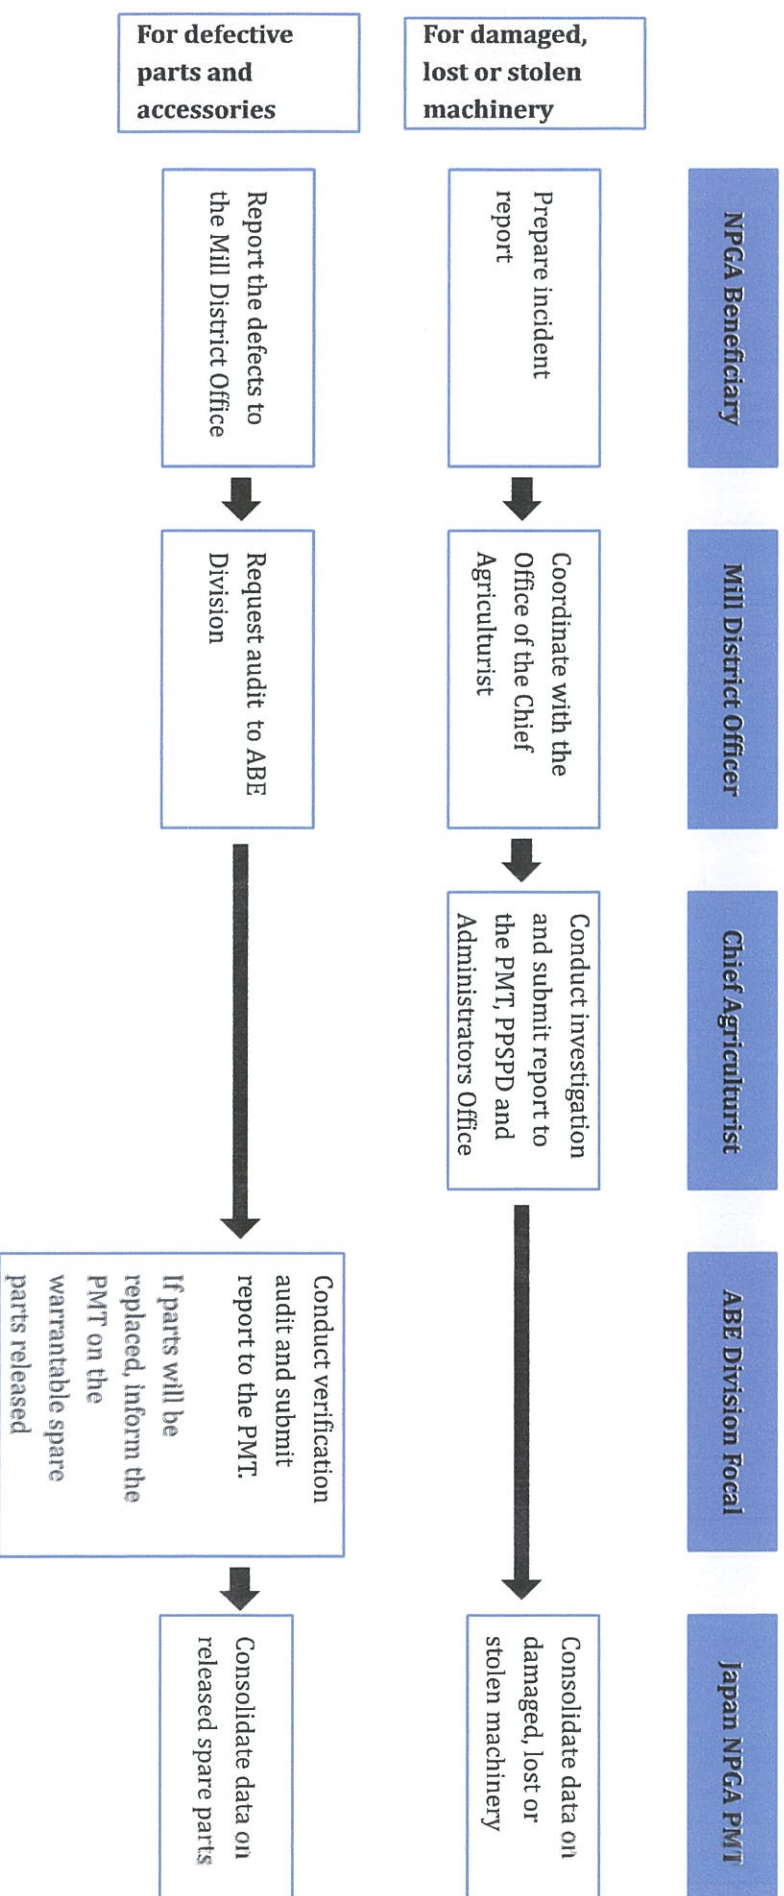 NPGA Beneficiary
Mill District Officer
Chief Agriculturist
ABE Division Focal
Japan NPGA PMT
For damaged,
lost or stolen
machinery
Prepare incident
report
Coordinate with the
Office of the Chief
Agriculturist
Conduct investigation
and submit report to
the PMT, PPSPD and
Administrators Office
Consolidate data on
damaged, lost or
stolen machinery
For defective
parts and
accessories
Report the defects to
the Mill District Office
Request audit to ABE
Division
Conduct verification
audit and submit
report to the PMT.
If parts will be
replaced, inform the
PMT on the
warrantable spare
parts released
Consolidate data on
released spare parts